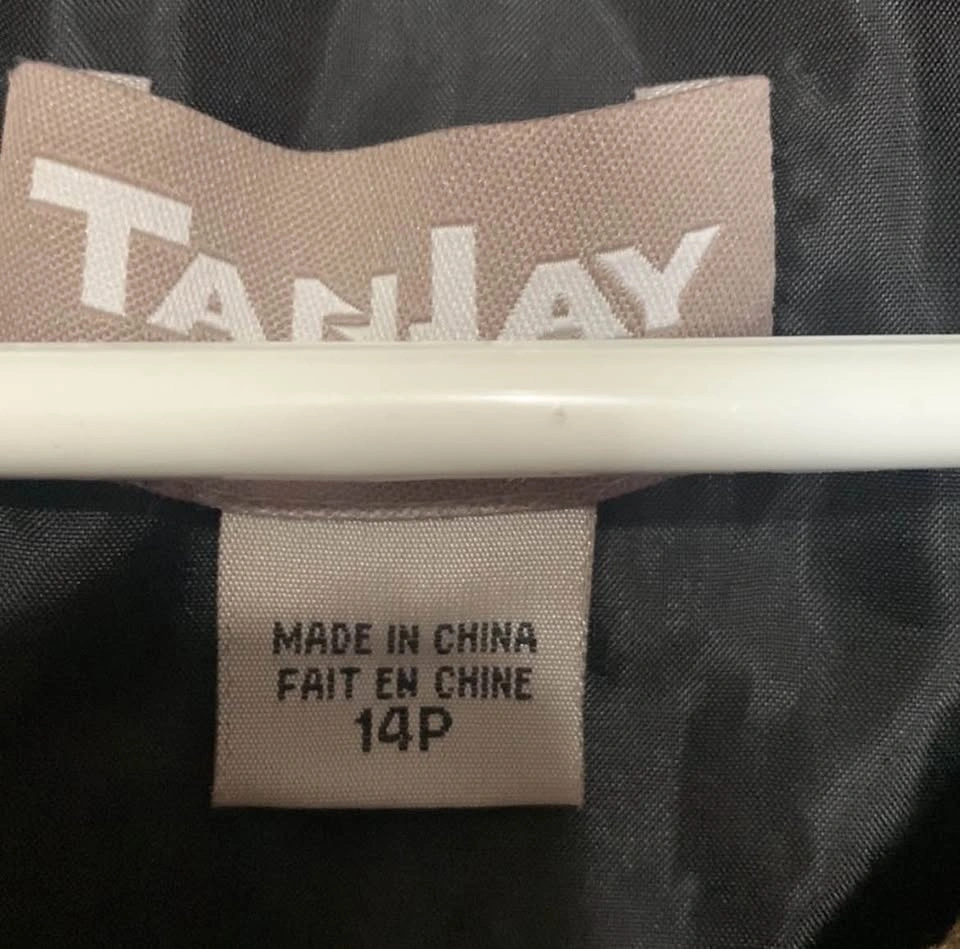 TANJAY
MADE IN CHINA
FAIT EN CHINE
14P